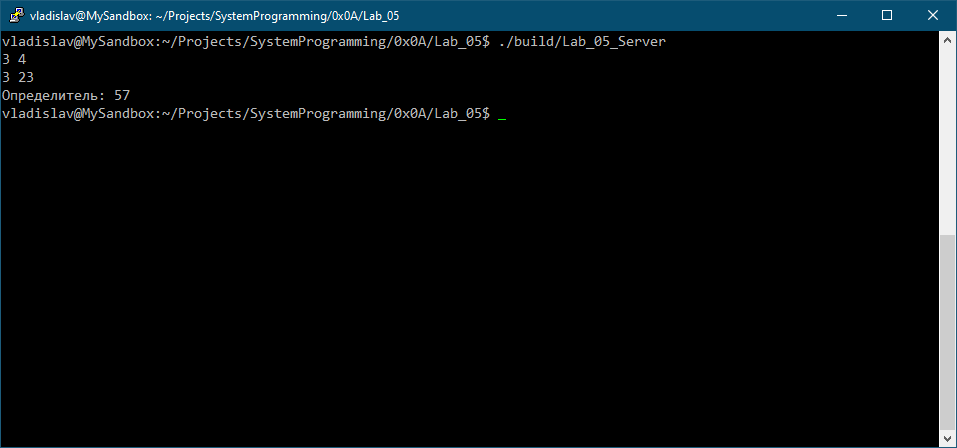 vladislav@MySandbox: ~/Projects/SystemProgramming/0x0A/Lab_05
vladislav@MySandbox:~/Projects/SystemProgramming/0x0A/Lab_05$ ./build/Lab_05_Server
3 4
3 23
Определитель: 57
vladislav@MySandbox:~/Projects/SystemProgramming/0x0A/Lab_05$ _